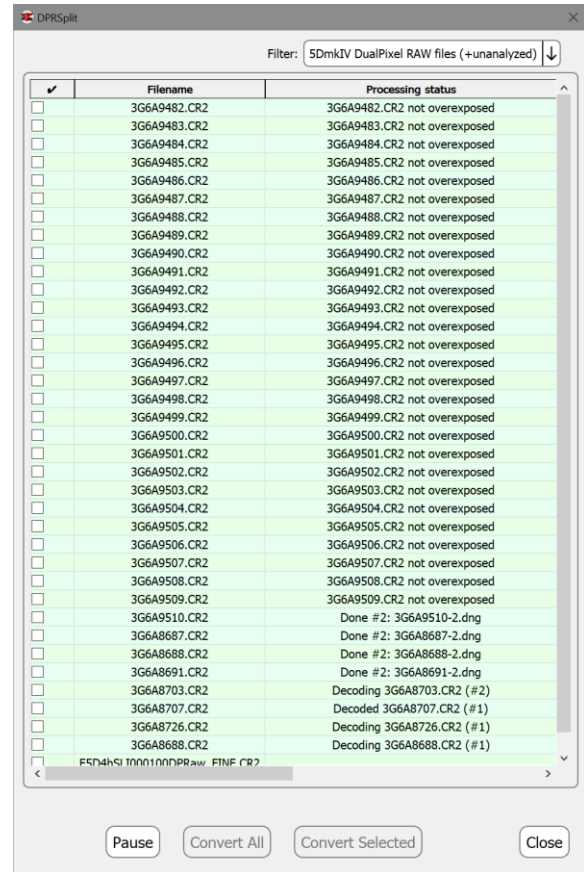 DPRSplit
Filter: 5DmkIV DualPixel RAW files (+unanalyzed)
✔ Filename Processing status
3G6A9482.CR2 3G6A9482.CR2 not overexposed
3G6A9483.CR2 3G6A9483.CR2 not overexposed
3G6A9484.CR2 3G6A9484.CR2 not overexposed
3G6A9485.CR2 3G6A9485.CR2 not overexposed
3G6A9486.CR2 3G6A9486.CR2 not overexposed
3G6A9487.CR2 3G6A9487.CR2 not overexposed
3G6A9488.CR2 3G6A9488.CR2 not overexposed
3G6A9489.CR2 3G6A9489.CR2 not overexposed
3G6A9490.CR2 3G6A9490.CR2 not overexposed
3G6A9491.CR2 3G6A9491.CR2 not overexposed
3G6A9492.CR2 3G6A9492.CR2 not overexposed
3G6A9493.CR2 3G6A9493.CR2 not overexposed
3G6A9494.CR2 3G6A9494.CR2 not overexposed
3G6A9495.CR2 3G6A9495.CR2 not overexposed
3G6A9496.CR2 3G6A9496.CR2 not overexposed
3G6A9497.CR2 3G6A9497.CR2 not overexposed
3G6A9498.CR2 3G6A9498.CR2 not overexposed
3G6A9499.CR2 3G6A9499.CR2 not overexposed
3G6A9500.CR2 3G6A9500.CR2 not overexposed
3G6A9501.CR2 3G6A9501.CR2 not overexposed
3G6A9502.CR2 3G6A9502.CR2 not overexposed
3G6A9503.CR2 3G6A9503.CR2 not overexposed
3G6A9504.CR2 3G6A9504.CR2 not overexposed
3G6A9505.CR2 3G6A9505.CR2 not overexposed
3G6A9506.CR2 3G6A9506.CR2 not overexposed
3G6A9507.CR2 3G6A9507.CR2 not overexposed
3G6A9508.CR2 3G6A9508.CR2 not overexposed
3G6A9509.CR2 3G6A9509.CR2 not overexposed
3G6A9510.CR2 Done #2: 3G6A9510-2.dng
3G6A8687.CR2 Done #2: 3G6A8687-2.dng
3G6A8688.CR2 Done #2: 3G6A8688-2.dng
3G6A8691.CR2 Done #2: 3G6A8691-2.dng
3G6A8703.CR2 Decoding 3G6A8703.CR2 (#2)
3G6A8707.CR2 Decoded 3G6A8707.CR2 (#1)
3G6A8726.CR2 Decoding 3G6A8726.CR2 (#1)
3G6A8688.CR2 Decoding 3G6A8688.CR2 (#1)
E5D4hSLI000100DPRaw_FINE.CR2
Pause Convert All Convert Selected Close